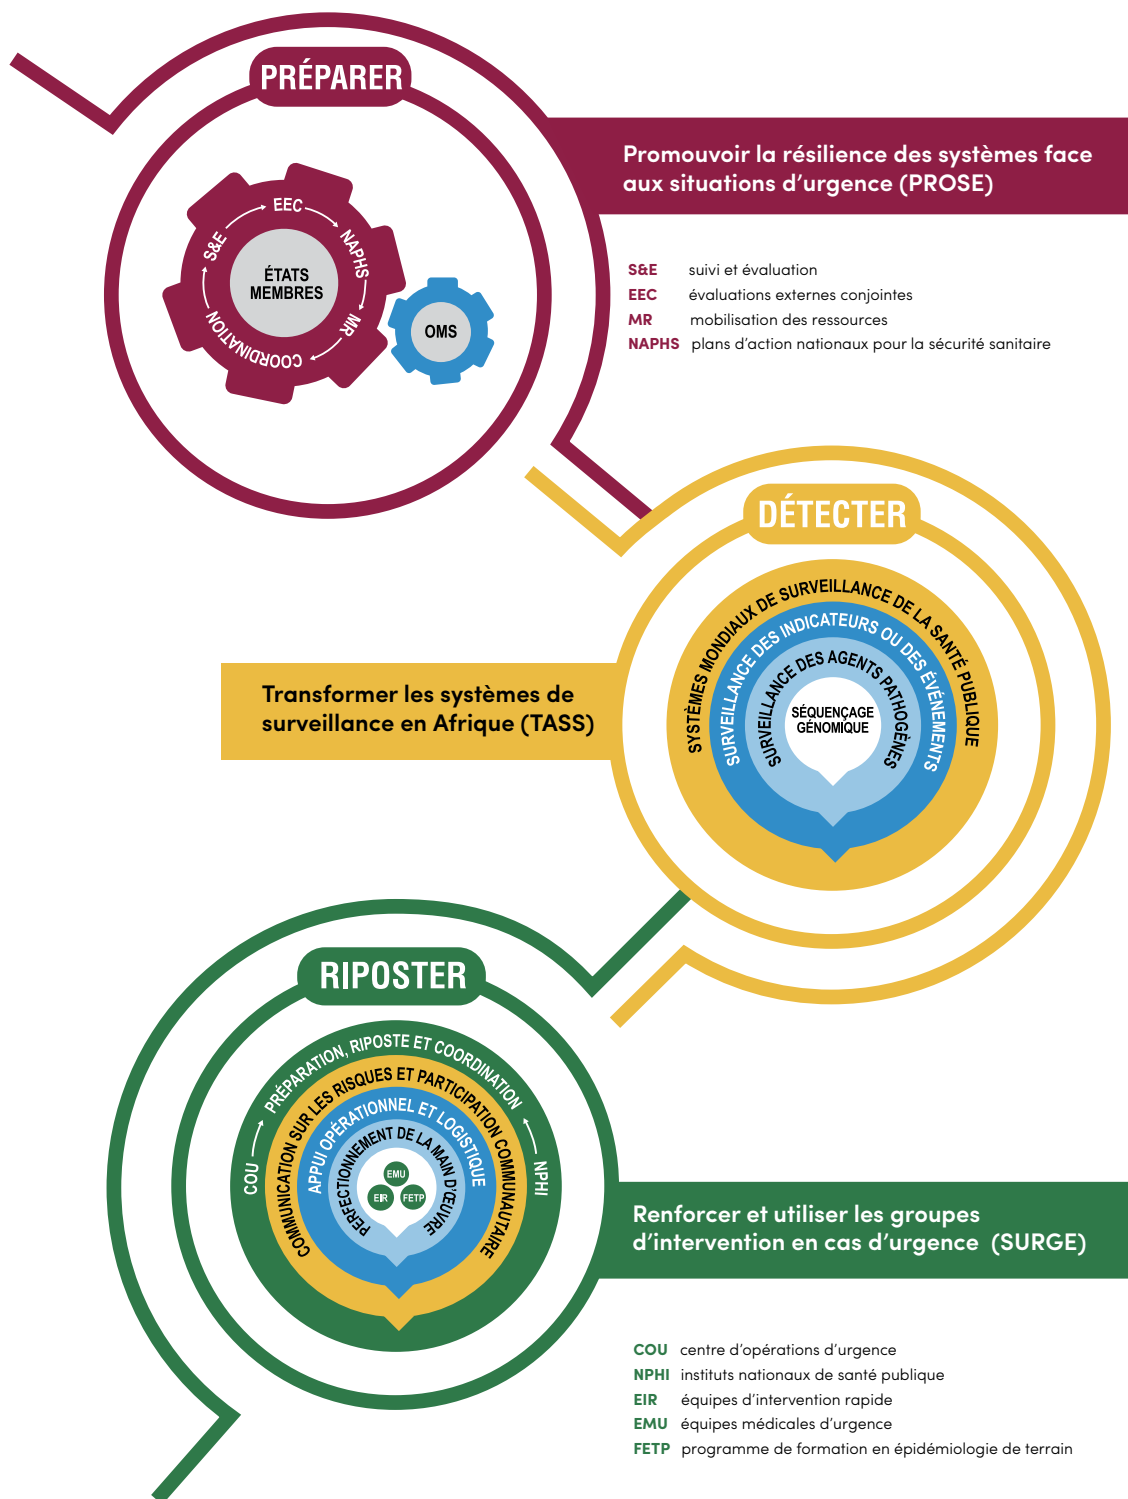 PRÉPARER
Promouvoir la résilience des systèmes face
aux situations d’urgence (PROSE)
EEC
NAPHS
MR
COORDINATION
S&E
ÉTATS
MEMBRES
OMS
S&E suivi et évaluation
EEC évaluations externes conjointes
MR mobilisation des ressources
NAPHS plans d’action nationaux pour la sécurité sanitaire
DÉTECTER
SYSTÈMES MONDIAUX DE SURVEILLANCE DE LA SANTÉ PUBLIQUE
SURVEILLANCE DES INDICATEURS OU DES ÉVÉNEMENTS
SURVEILLANCE DES AGENTS PATHOGÈNES
SÉQUENÇAGE
GÉNOMIQUE
Transformer les systèmes de
surveillance en Afrique (TASS)
RIPOSTER
COU
PRÉPARATION, RIPOSTE ET COORDINATION
NPHI
COMMUNICATION SUR LES RISQUES ET PARTICIPATION COMMUNAUTAIRE
APPUI OPÉRATIONNEL ET LOGISTIQUE
PERFECTIONNEMENT DE LA MAIN D’ŒUVRE
EMU
EIR
FETP
Renforcer et utiliser les groupes
d’intervention en cas d’urgence (SURGE)
COU centre d’opérations d’urgence
NPHI instituts nationaux de santé publique
EIR équipes d’intervention rapide
EMU équipes médicales d’urgence
FETP programme de formation en épidémiologie de terrain